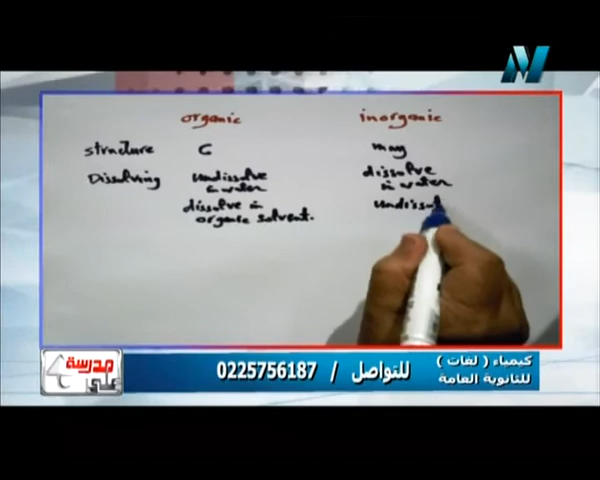 organic inorganic
structure C may
Dissolving undissolve dissolve
in water in water
dissolve in undissol
organic solvent.
كيمياء ( لغات )
للثانوية العامة
للتواصل / 0225756187
مدرسة
على